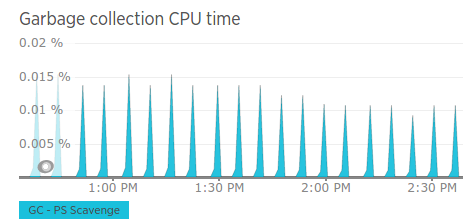 Garbage collection CPU time
0.02 %
0.015 %
0.01 %
0.005 %
1:00 PM 1:30 PM 2:00 PM 2:30 PM
GC - PS Scavenge